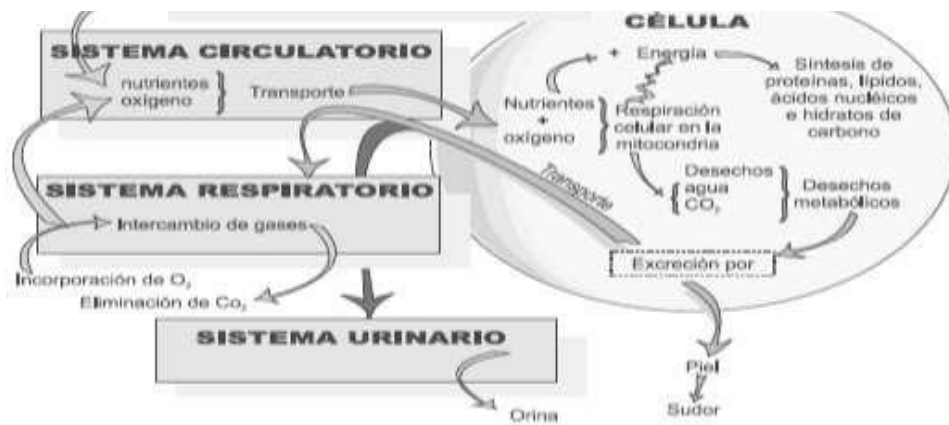 SISTEMA CIRCULATORIO
nutrientes
oxígeno
Transporte
SISTEMA RESPIRATORIO
Intercambio de gases
Incorporación de O₂
Eliminación de Co₂
SISTEMA URINARIO
Orina
CÉLULA
+ Energía
Nutrientes
+
oxígeno
Respiración
celular en la
mitocondria
Síntesis de
proteínas, lípidos,
ácidos nucléicos
e hidratos de
carbono
Desechos
agua
CO₂
Desechos
metabólicos
Transporte
Excreción por
Piel
Sudor